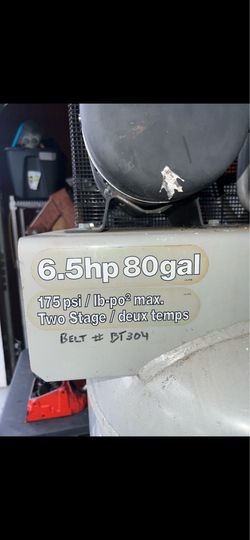 6.5hp 80gal
175 psi / lb-po² max.
Two Stage / deux temps
BELT # BT304